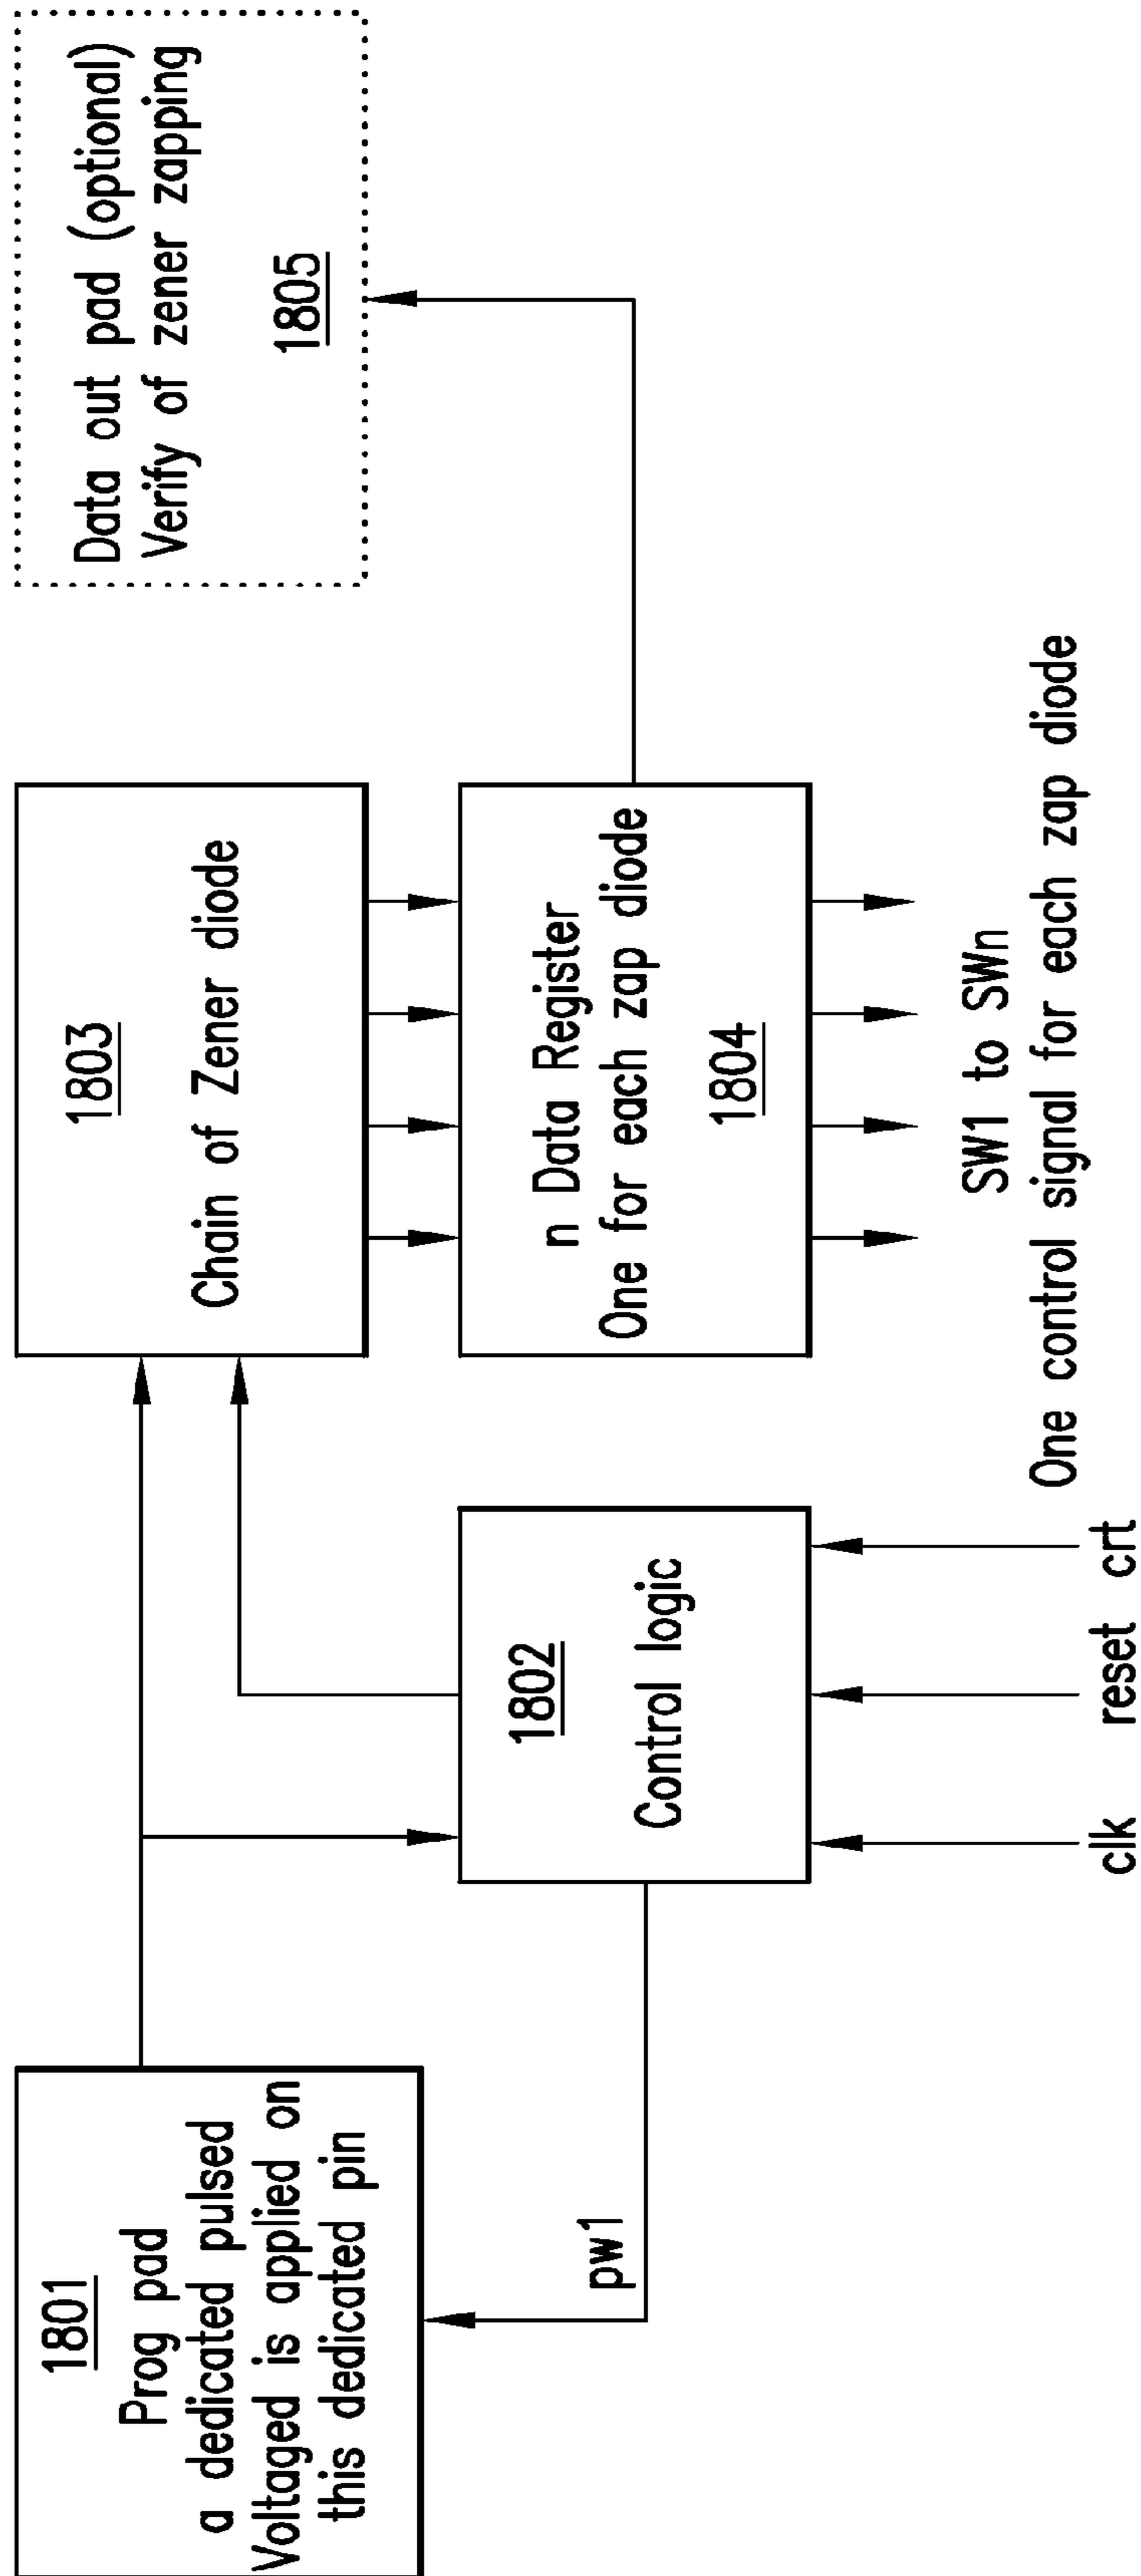 1801
Prog pad
a dedicated pulsed
Voltaged is applied on
this dedicated pin
pw1
1802
Control logic
clk
reset
crt
1803
Chain of Zener diode
n Data Register
One for each zap diode
1804
SW1 to SWn
One control signal for each zap diode
Data out pad (optional)
Verify of zener zapping
1805